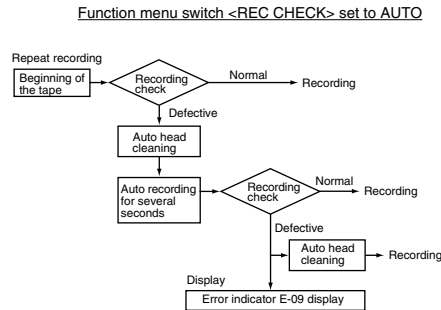 Function menu switch <REC CHECK> set to AUTO
Repeat recording
Beginning of
the tape
Recording
check
Normal
Recording
Defective
Auto head
cleaning
Auto recording
for several
seconds
Recording
check
Normal
Recording
Defective
Auto head
cleaning
Recording
Display
Error indicator E-09 display